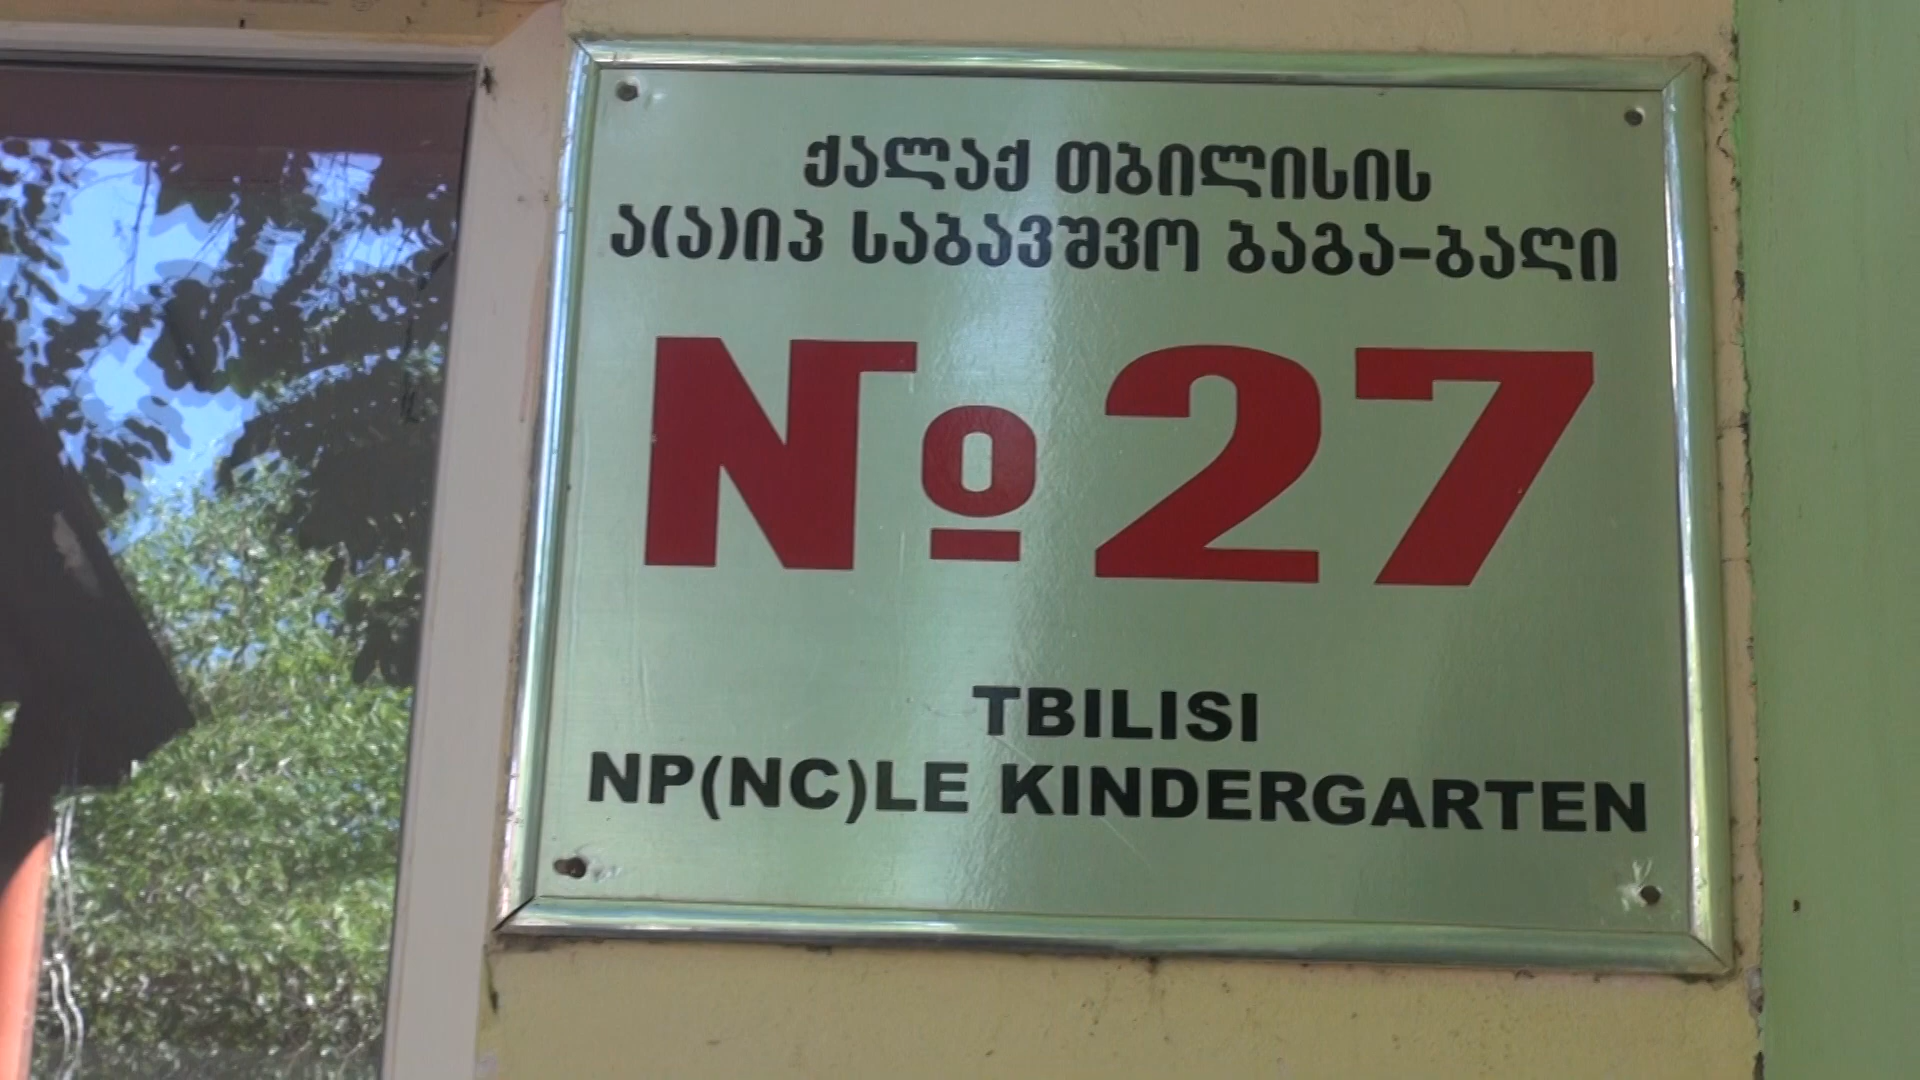 ქალაქ თბილისის
ა(ა)იპ საბავშვო ბაგა-ბაღი
№27
TBILISI
NP(NC)LE KINDERGARTEN